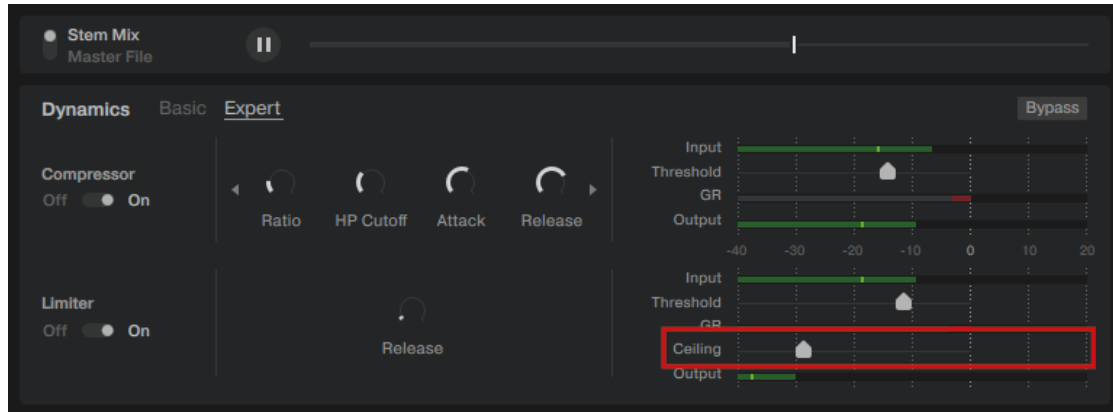 Stem Mix
Master File
Dynamics Basic Expert Bypass
Compressor
Off On
Ratio HP Cutoff Attack Release
Input
Threshold
GR
Output
-40 -30 -20 -10 0 10 20
Limiter
Off On
Release
Input
Threshold
GR
Ceiling
Output